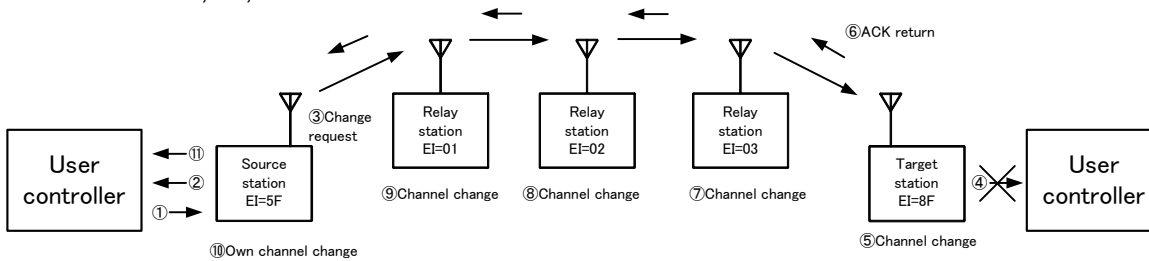 ⑥ACK return
③Change
request
Relay
station
EI=01
Relay
station
EI=02
Relay
station
EI=03
User
controller
⑪
②
①
Source
station
EI=5F
Target
station
EI=8F
④
User
controller
⑨Channel change
⑧Channel change
⑦Channel change
⑤Channel change
⑩Own channel change